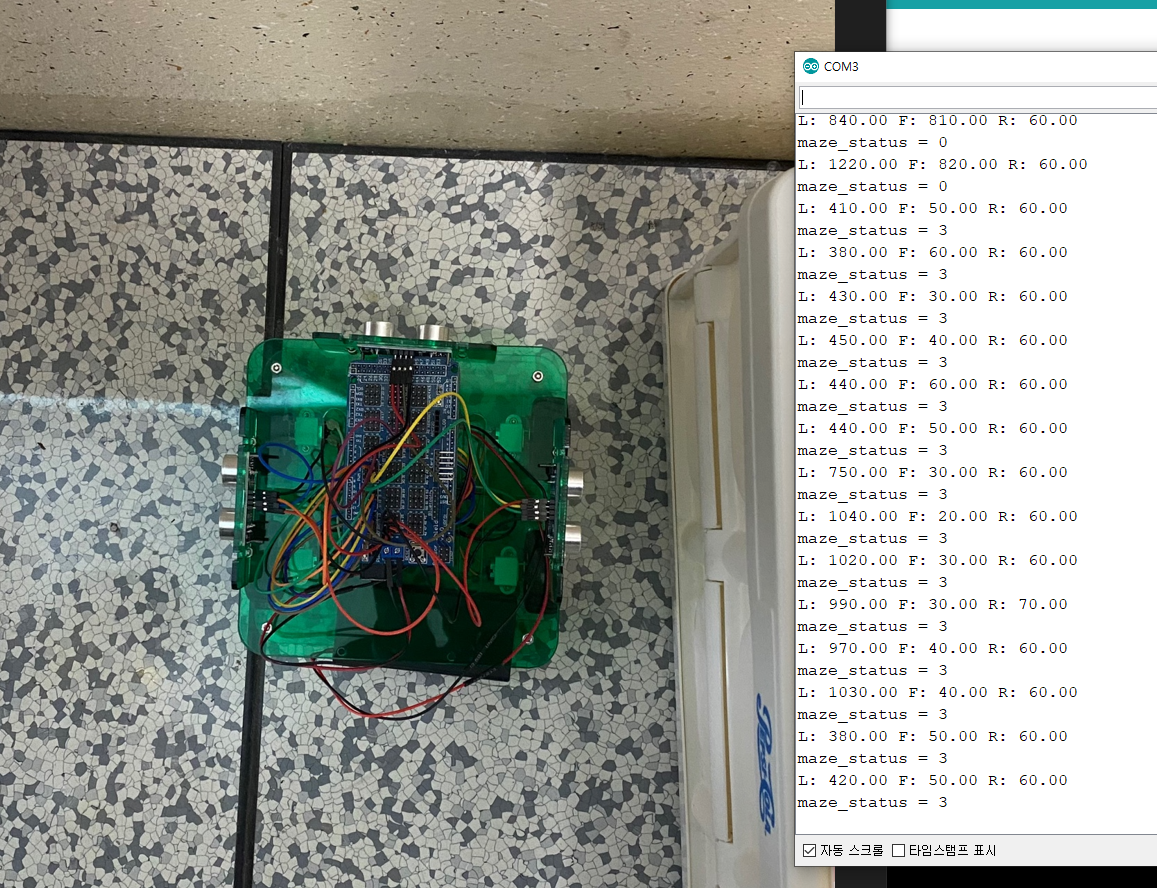 COM3
L: 840.00 F: 810.00 R: 60.00
maze_status = 0
L: 1220.00 F: 820.00 R: 60.00
maze_status = 0
L: 410.00 F: 50.00 R: 60.00
maze_status = 3
L: 380.00 F: 60.00 R: 60.00
maze_status = 3
L: 430.00 F: 30.00 R: 60.00
maze_status = 3
L: 450.00 F: 40.00 R: 60.00
maze_status = 3
L: 440.00 F: 60.00 R: 60.00
maze_status = 3
L: 440.00 F: 50.00 R: 60.00
maze_status = 3
L: 750.00 F: 30.00 R: 60.00
maze_status = 3
L: 1040.00 F: 20.00 R: 60.00
maze_status = 3
L: 1020.00 F: 30.00 R: 60.00
maze_status = 3
L: 990.00 F: 30.00 R: 70.00
maze_status = 3
L: 970.00 F: 40.00 R: 60.00
maze_status = 3
L: 1030.00 F: 40.00 R: 60.00
maze_status = 3
L: 380.00 F: 50.00 R: 60.00
maze_status = 3
L: 420.00 F: 50.00 R: 60.00
maze_status = 3
자동 스크롤 타임스탬프 표시